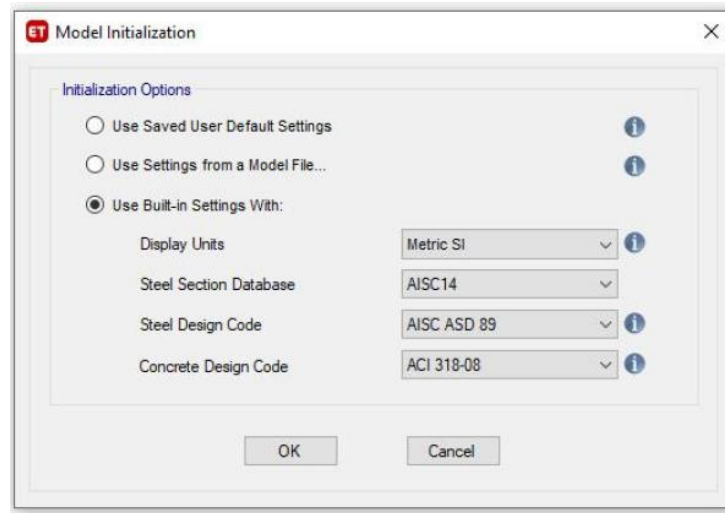 ET Model Initialization
Initialization Options
Use Saved User Default Settings
Use Settings from a Model File...
Use Built-in Settings With:
Display Units Metric SI
Steel Section Database AISC14
Steel Design Code AISC ASD 89
Concrete Design Code ACI 318-08
OK Cancel